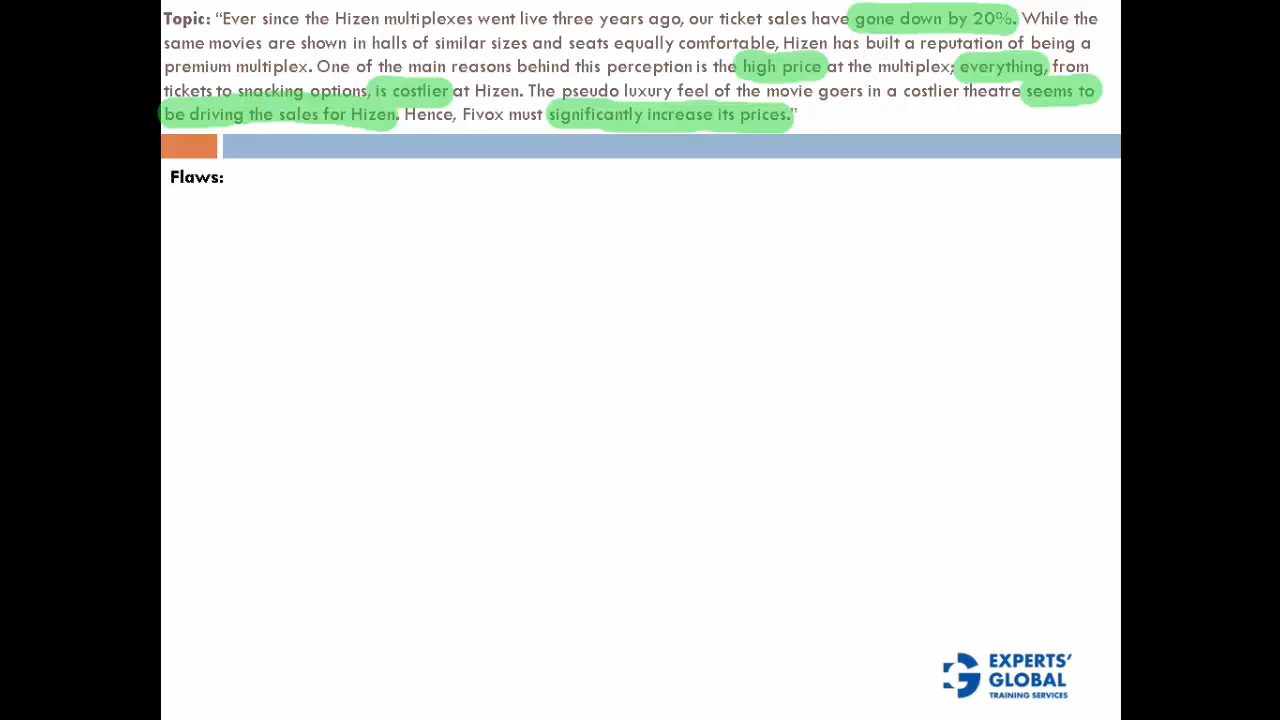 Topic: “Ever since the Hizen multiplexes went live three years ago, our ticket sales have gone down by 20%. While the
same movies are shown in halls of similar sizes and seats equally comfortable, Hizen has built a reputation of being a
premium multiplex. One of the main reasons behind this perception is the high price at the multiplex; everything, from
tickets to snacking options, is costlier at Hizen. The pseudo luxury feel of the movie goers in a costlier theatre seems to
be driving the sales for Hizen. Hence, Fivox must significantly increase its prices.”
Flaws:
EXPERTS’
GLOBAL
TRAINING SERVICES